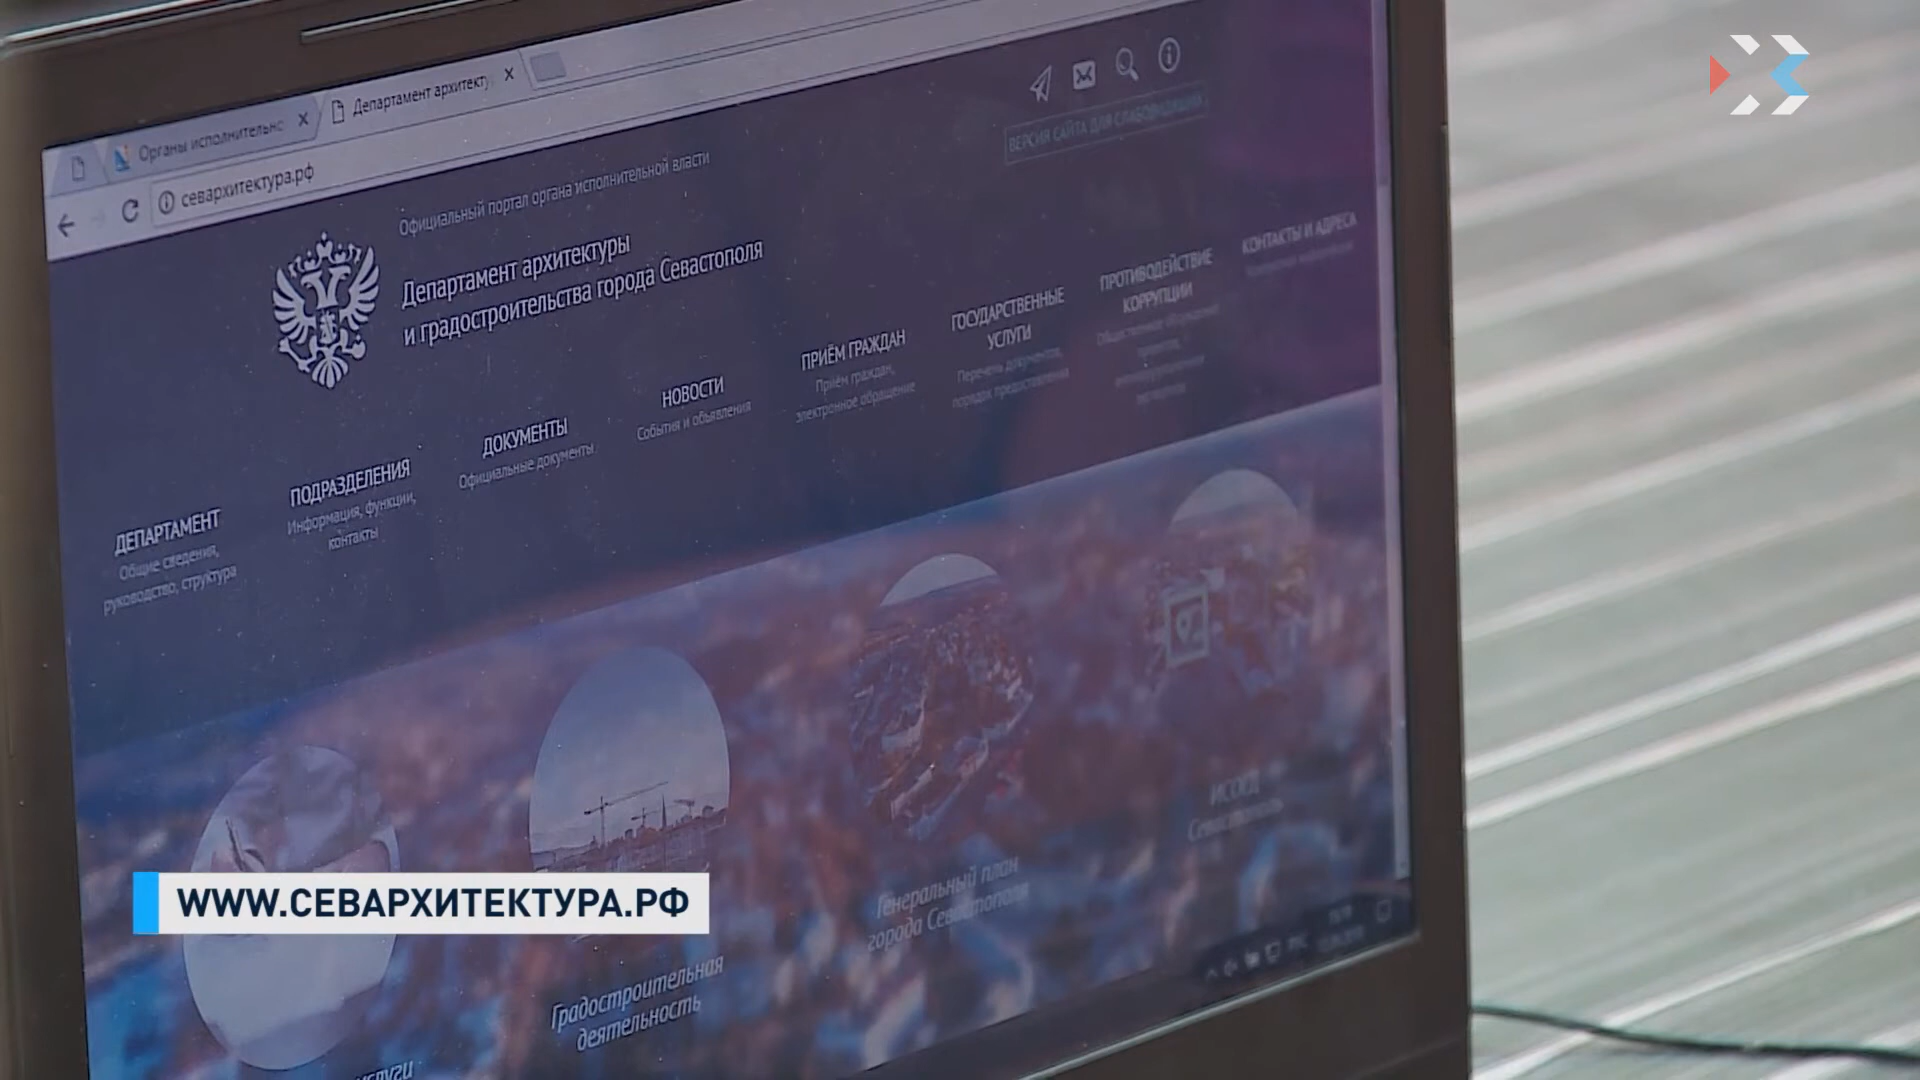 Органы исполнительно
Департамент архитекту
севархитектура.рф
ВЕРСИЯ САЙТА ДЛЯ СЛАБОВИДЯЩИХ
Официальный портал органа исполнительной власти
Департамент архитектуры
и градостроительства города Севастополя
ДЕПАРТАМЕНТ
Общие сведения,
руководство, структура
ПОДРАЗДЕЛЕНИЯ
Информация, функции,
контакты
ДОКУМЕНТЫ
Официальные документы
НОВОСТИ
События и объявления
ПРИЁМ ГРАЖДАН
Приём граждан,
электронное обращение
ГОСУДАРСТВЕННЫЕ
УСЛУГИ
Перечень документов,
порядок предоставления
ПРОТИВОДЕЙСТВИЕ
КОРРУПЦИИ
КОНТАКТЫ И АДРЕСА
Градостроительная
деятельность
Генеральный план
города Севастополя
ИСОГД
Севастополь
WWW.СЕВАРХИТЕКТУРА.РФ